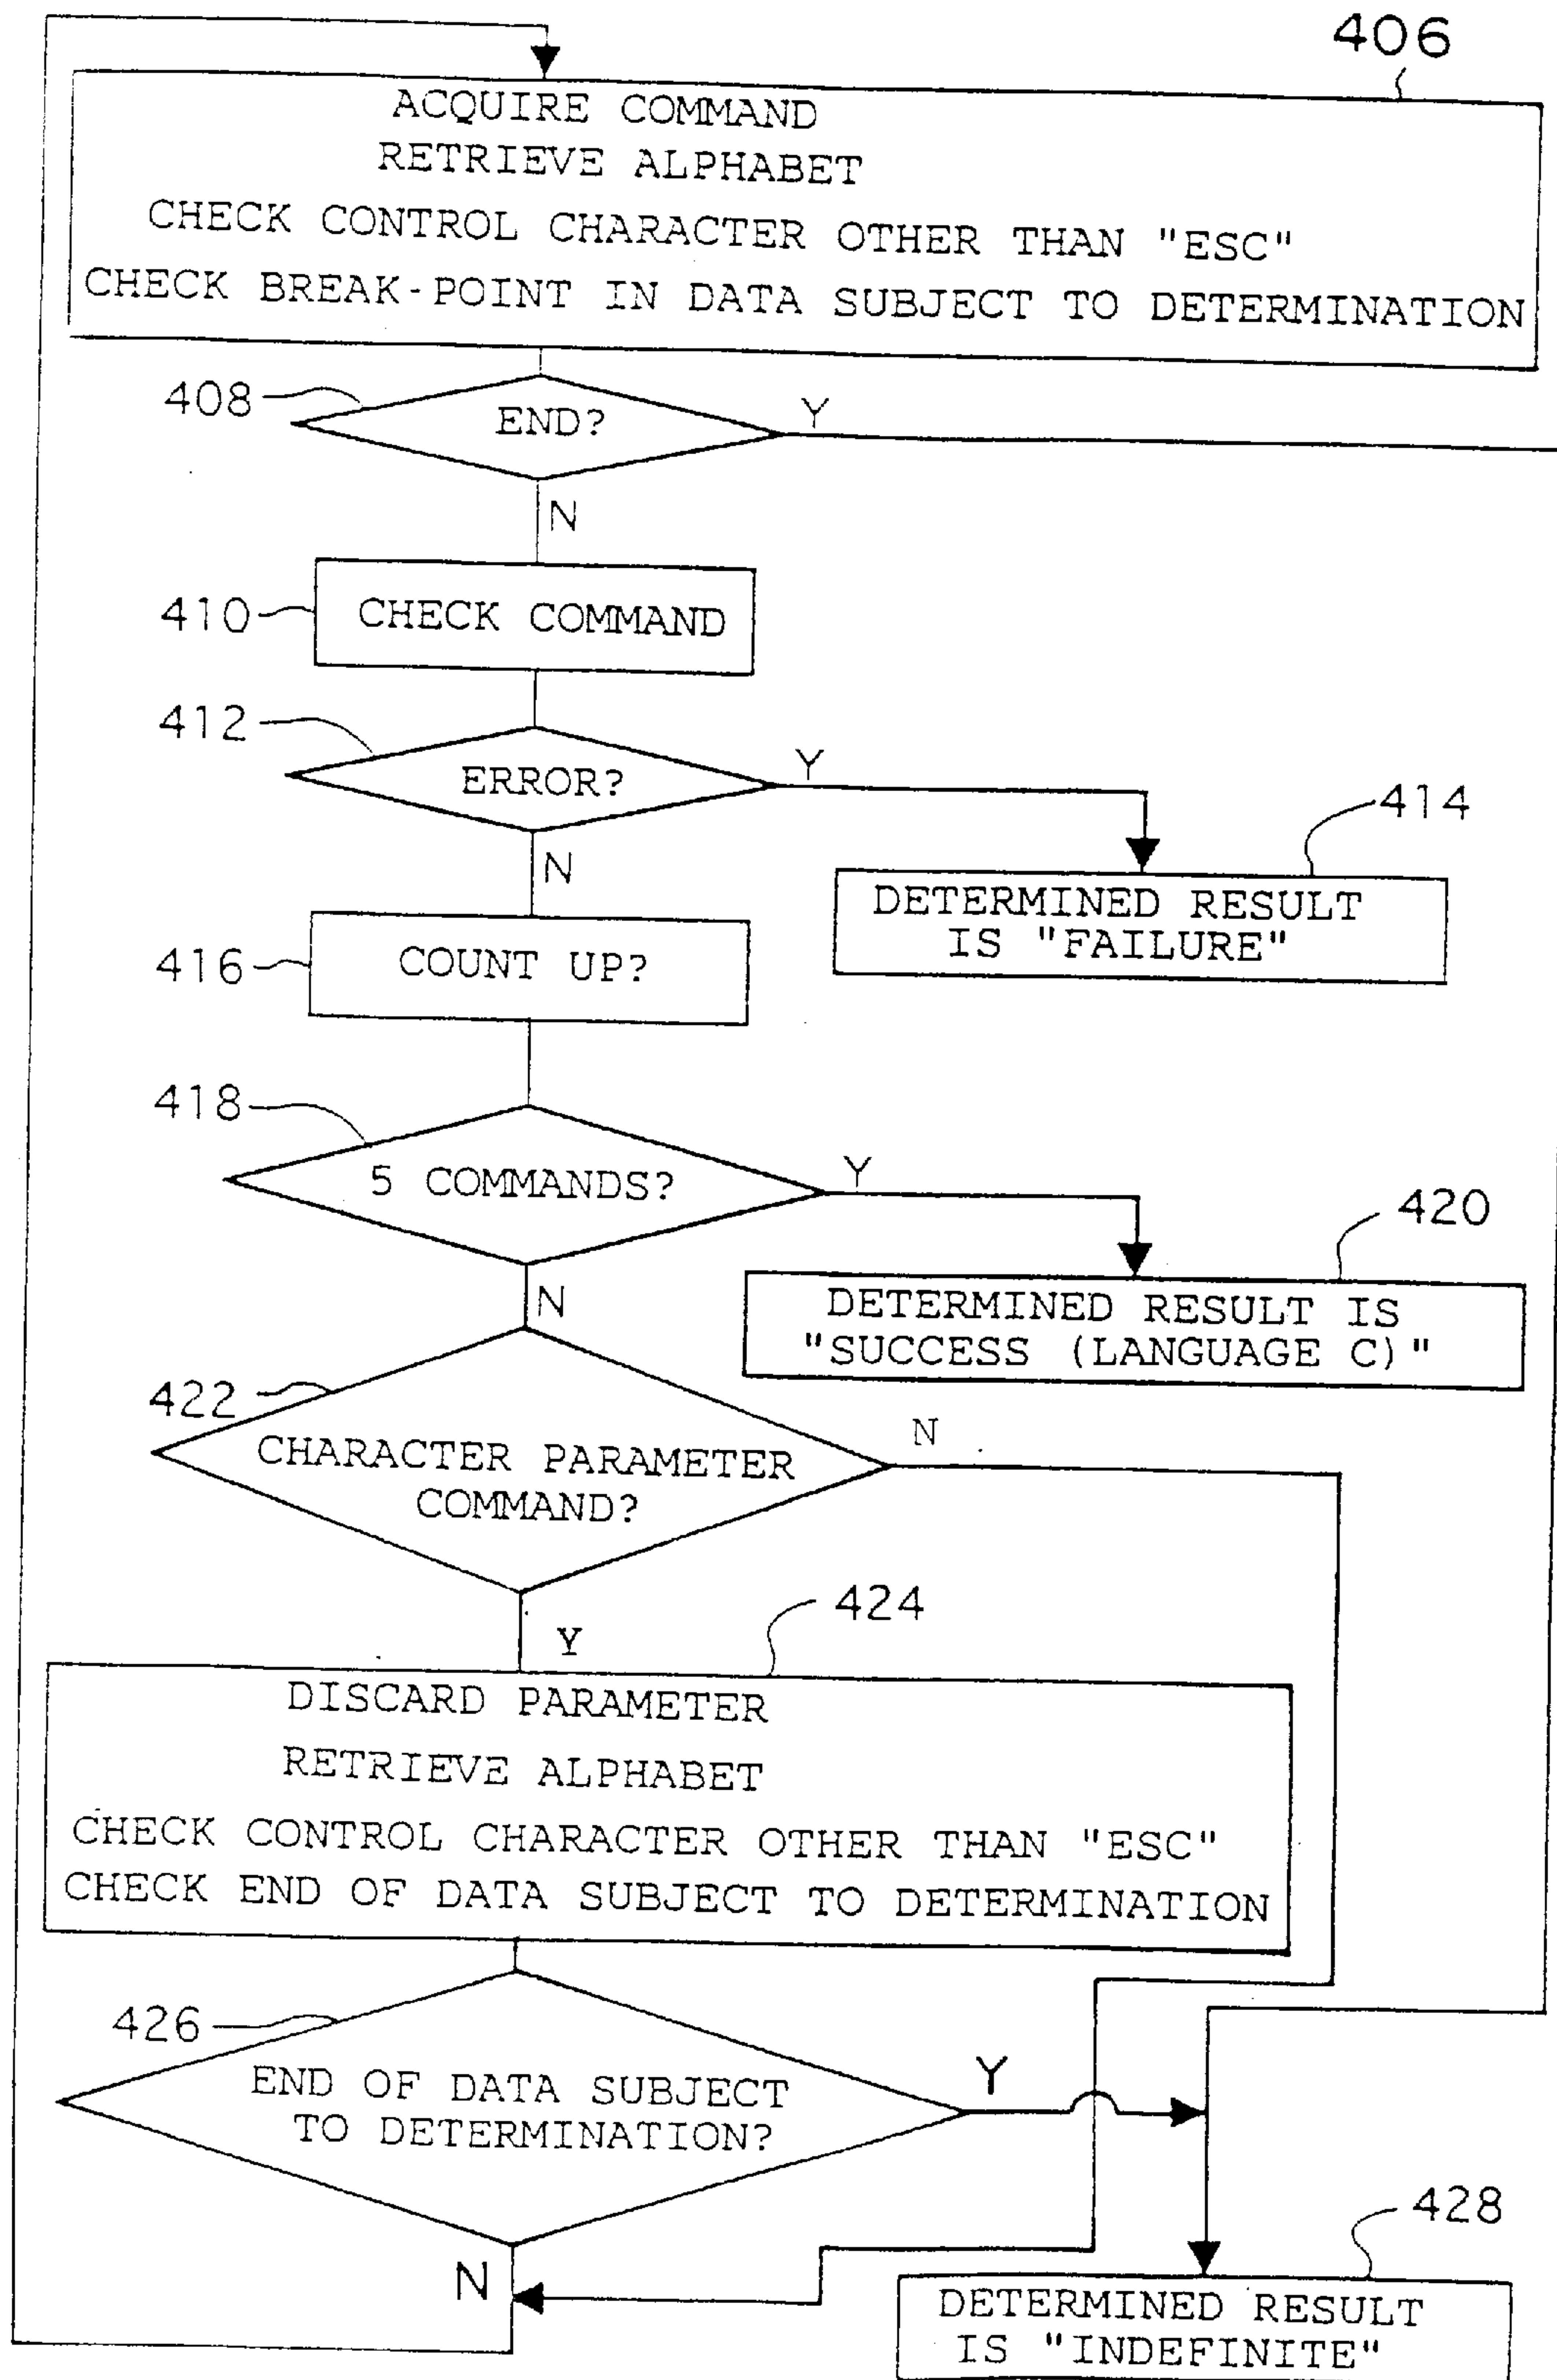 406
ACQUIRE COMMAND
RETRIEVE ALPHABET
CHECK CONTROL CHARACTER OTHER THAN "ESC"
CHECK BREAK-POINT IN DATA SUBJECT TO DETERMINATION
408
END?
Y
N
410
CHECK COMMAND
412
ERROR?
Y
N
414
DETERMINED RESULT
IS "FAILURE"
416
COUNT UP?
418
5 COMMANDS?
Y
N
420
DETERMINED RESULT IS
"SUCCESS (LANGUAGE C)"
422
CHARACTER PARAMETER
COMMAND?
N
Y
424
DISCARD PARAMETER
RETRIEVE ALPHABET
CHECK CONTROL CHARACTER OTHER THAN "ESC"
CHECK END OF DATA SUBJECT TO DETERMINATION
426
END OF DATA SUBJECT
TO DETERMINATION?
Y
N
428
DETERMINED RESULT
IS "INDEFINITE"